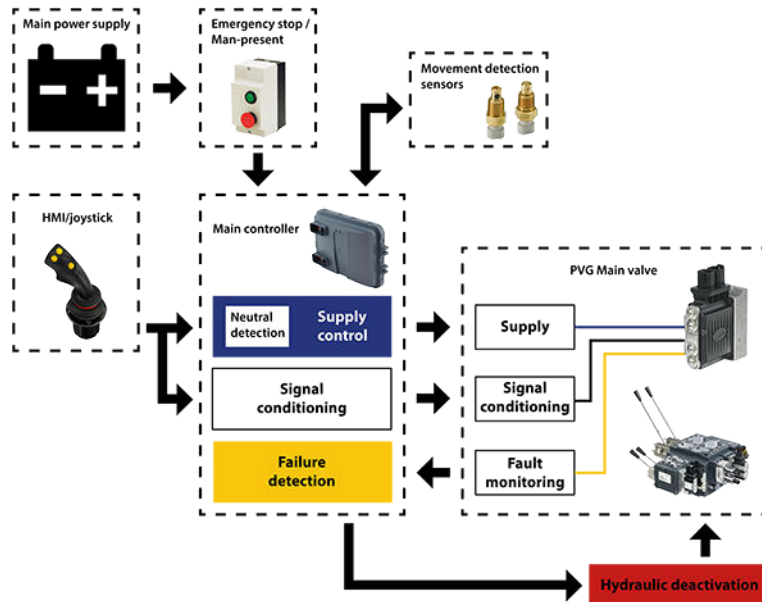 Main power supply
Emergency stop /
Man-present
Movement detection
sensors
HMI/joystick
Main controller
PVG Main valve
Neutral
detection
Supply
control
Supply
Signal
conditioning
Signal
conditioning
Failure
detection
Fault
monitoring
Hydraulic deactivation